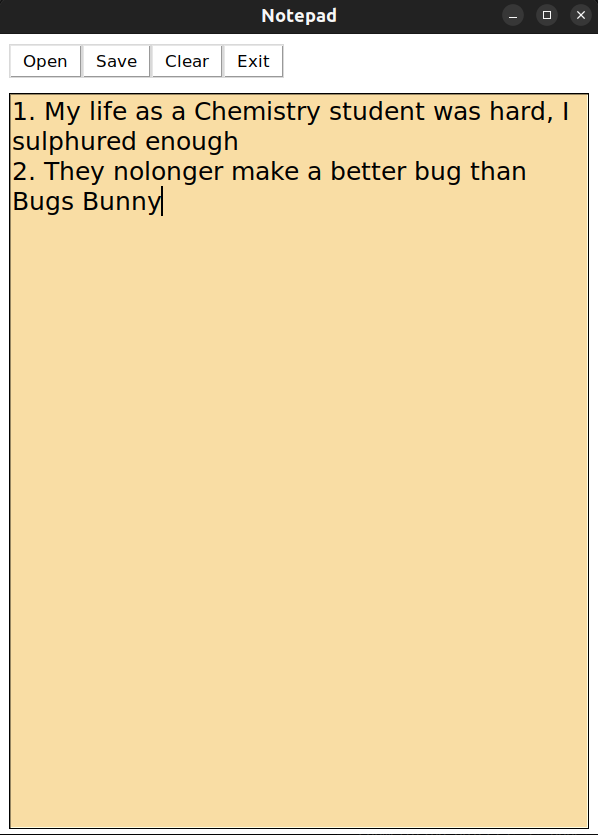 Notepad
Open Save Clear Exit
1. My life as a Chemistry student was hard, I
sulphured enough
2. They nolonger make a better bug than
Bugs Bunny